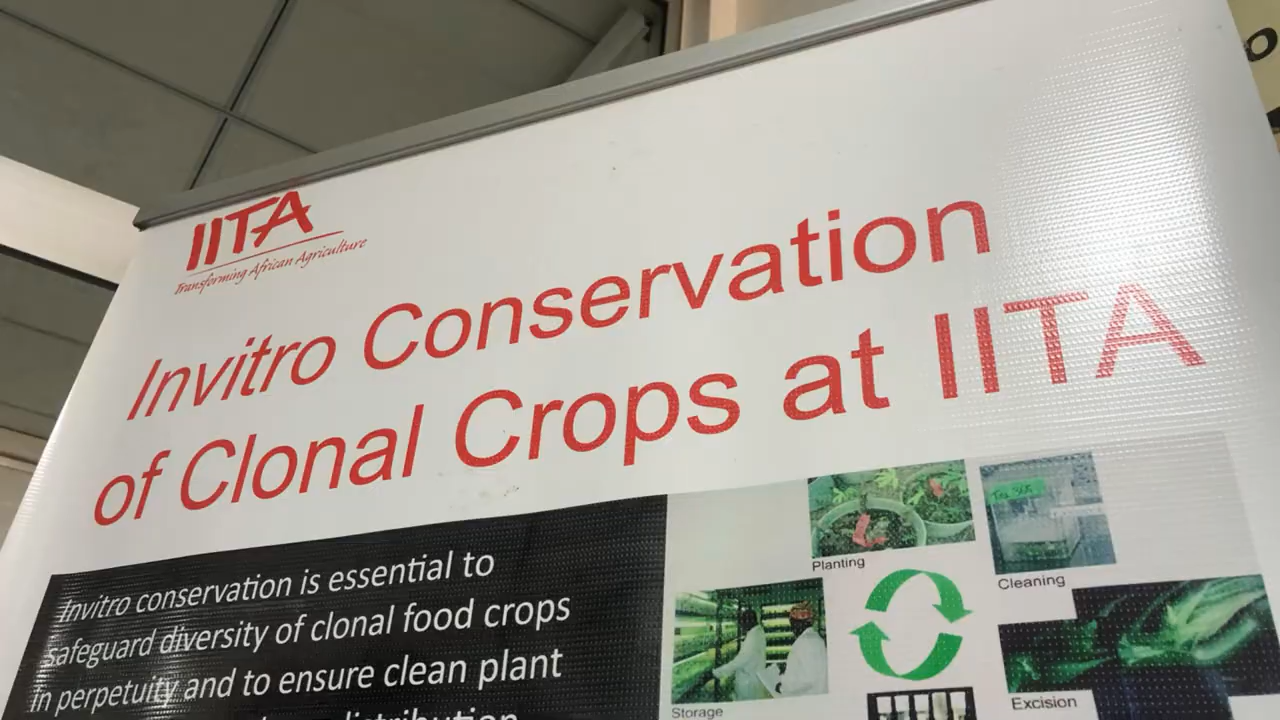 IITA
Transforming African Agriculture
Invitro Conservation
of Clonal Crops at IITA
Invitro conservation is essential to
safeguard diversity of clonal food crops
in perpetuity and to ensure clean plant
distribution
Planting
Cleaning
Storage
Excision